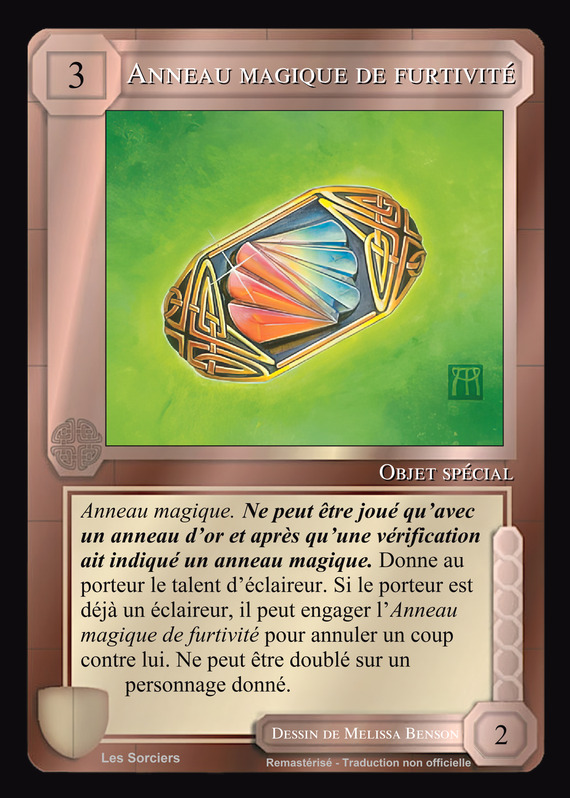 3
Anneau magique de furtivité
Objet spécial
Anneau magique. Ne peut être joué qu'avec
un anneau d'or et après qu'une vérification
ait indiqué un anneau magique. Donne au
porteur le talent d'éclaireur. Si le porteur est
déjà un éclaireur, il peut engager l'Anneau
magique de furtivité pour annuler un coup
contre lui. Ne peut être doublé sur un
personnage donné.
Dessin de Melissa Benson
2
Les Sorciers
Remastérisé - Traduction non officielle